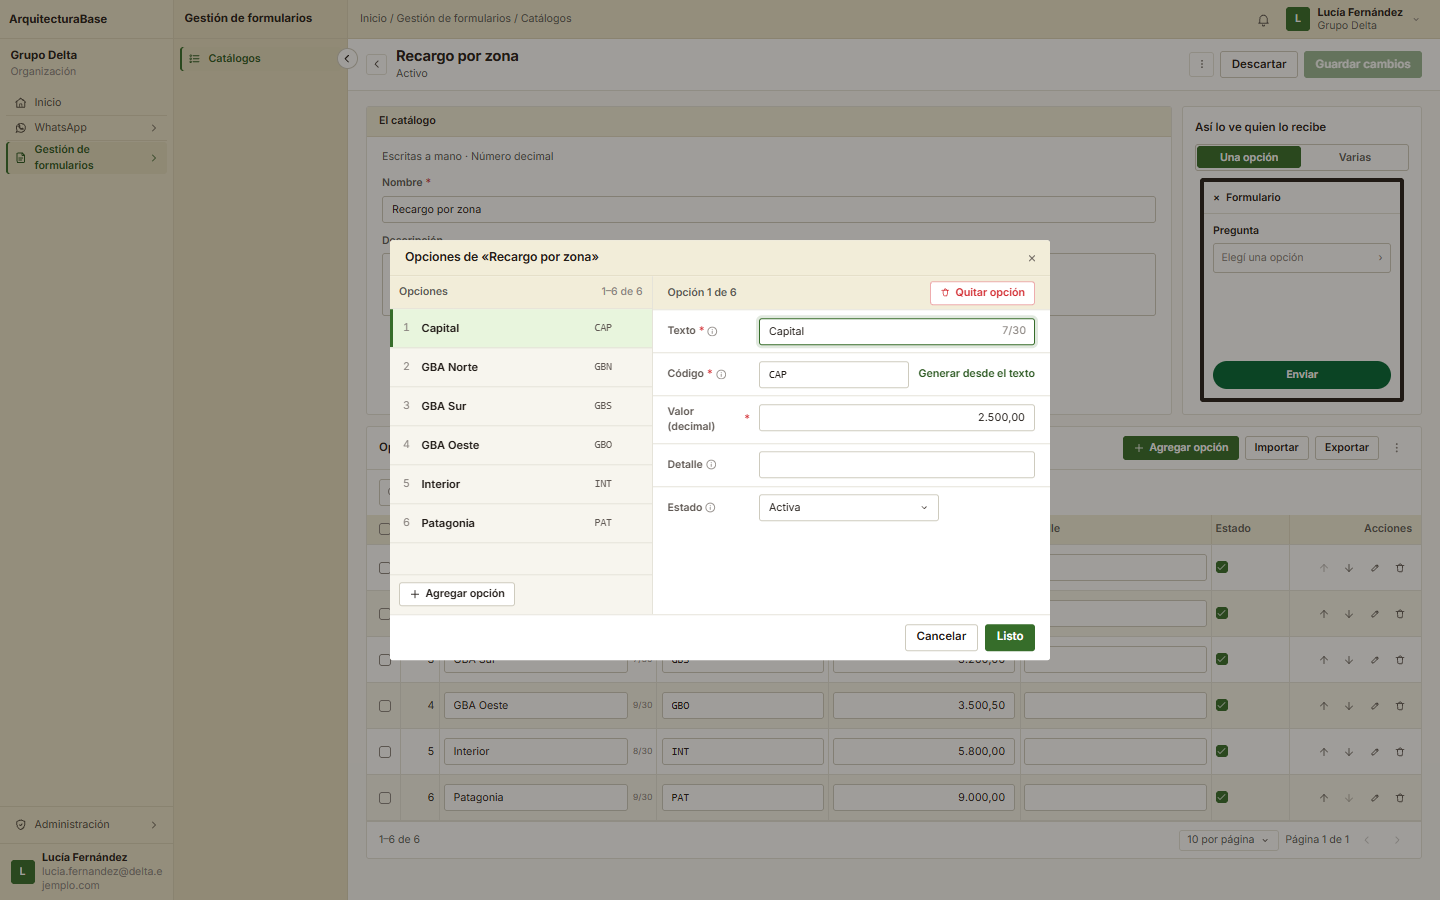 ArquitecturaBase
Grupo Delta
Organización
Inicio
WhatsApp
Gestión de
formularios
Administración
L
Lucía Fernández
lucia.fernandez@delta.e
jemplo.com
Gestión de formularios
Catálogos
Inicio / Gestión de formularios / Catálogos
L
Lucía Fernández
Grupo Delta
Recargo por zona
Activo
Descartar
Guardar cambios
El catálogo
Escritas a mano · Número decimal
Nombre *
Recargo por zona
Descripción
Así lo ve quien lo recibe
Una opción
Varias
× Formulario
Pregunta
Elegí una opción
Enviar
Opciones de «Recargo por zona»
×
Opciones 1–6 de 6
1 Capital CAP
2 GBA Norte GBN
3 GBA Sur GBS
4 GBA Oeste GBO
5 Interior INT
6 Patagonia PAT
+ Agregar opción
Opción 1 de 6
Quitar opción
Texto * Capital 7/30
Código * CAP Generar desde el texto
Valor
(decimal) * 2.500,00
Detalle
Estado Activa
Cancelar
Listo
+ Agregar opción
Importar
Exportar
Estado
Acciones
3 GBA Sur GBS 3.200,00
4 GBA Oeste 9/30 GBO 3.500,50
5 Interior 8/30 INT 5.800,00
6 Patagonia 9/30 PAT 9.000,00
1–6 de 6
10 por página
Página 1 de 1